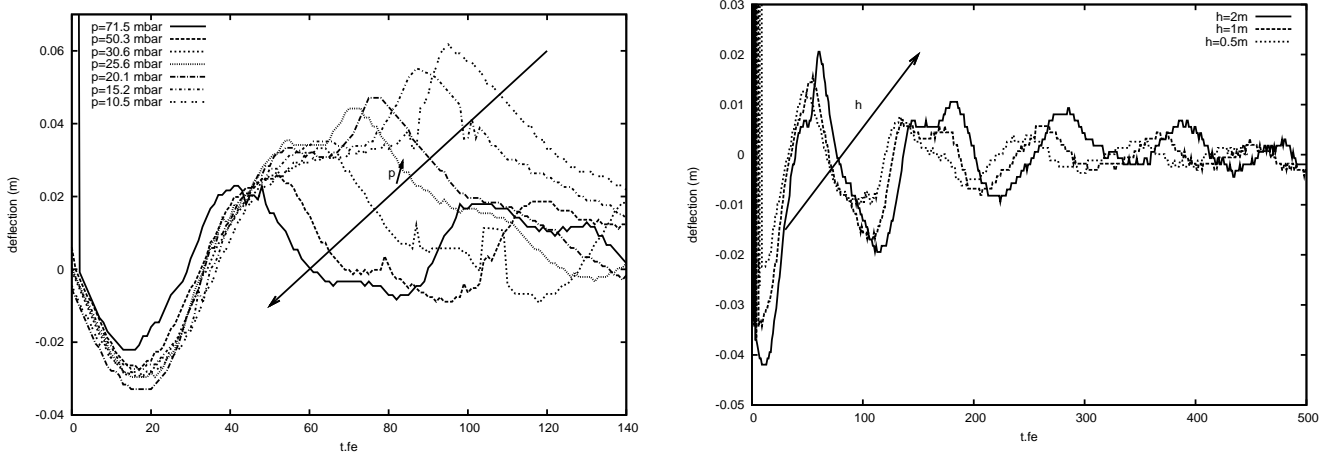 p=71.5 mbar
p=50.3 mbar
p=30.6 mbar
p=25.6 mbar
p=20.1 mbar
p=15.2 mbar
p=10.5 mbar
0.06
0.04
0.02
0
-0.02
-0.04
deflection (m)
p
0 20 40 60 80 100 120 140
t.fe
h=2m
h=1m
h=0.5m
0.03
0.02
0.01
0
-0.01
-0.02
-0.03
-0.04
-0.05
deflection (m)
h
0 100 200 300 400 500
t.fe